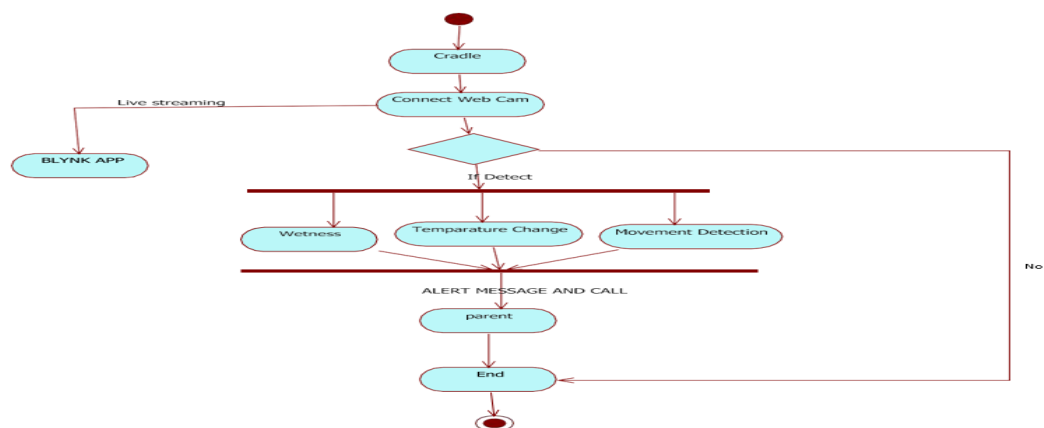 Cradle
Connect Web Cam
Live streaming
BLYNK APP
If Detect
Wetness
Temparature Change
Movement Detection
No
ALERT MESSAGE AND CALL
parent
End